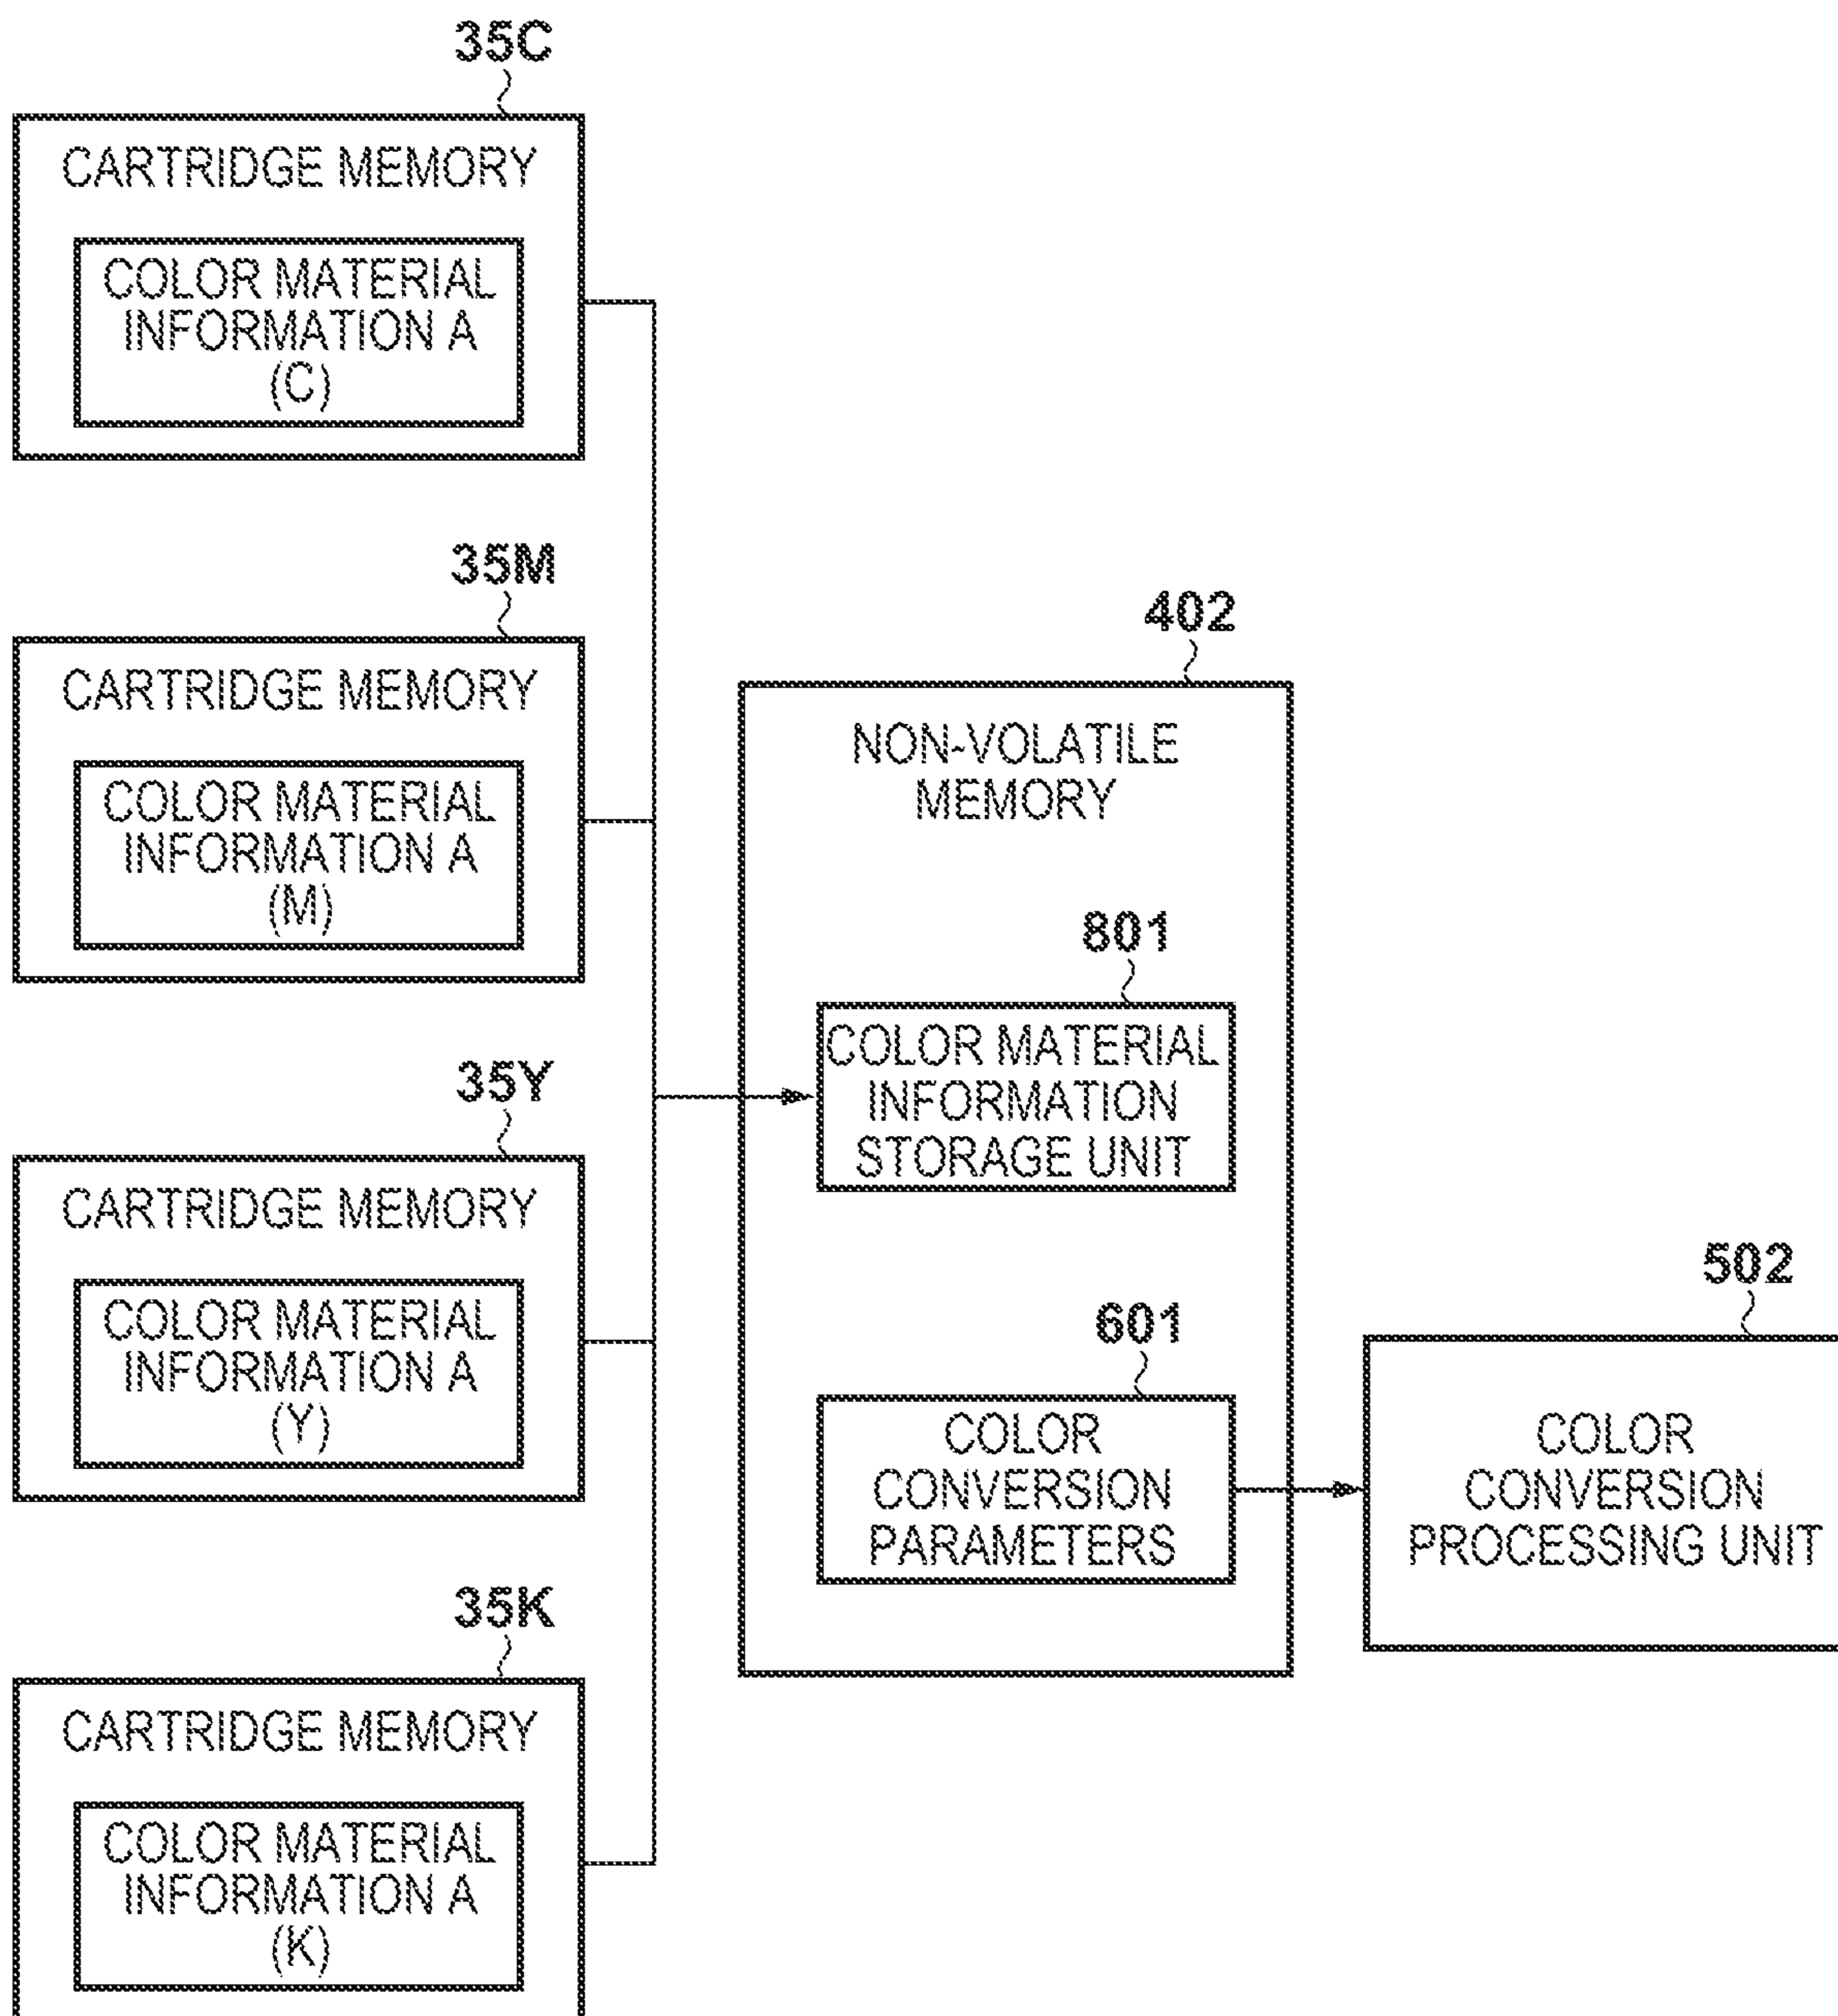 35C
CARTRIDGE MEMORY
COLOR MATERIAL
INFORMATION A
(C)
35M
CARTRIDGE MEMORY
COLOR MATERIAL
INFORMATION A
(M)
35Y
CARTRIDGE MEMORY
COLOR MATERIAL
INFORMATION A
(Y)
35K
CARTRIDGE MEMORY
COLOR MATERIAL
INFORMATION A
(K)
402
NON-VOLATILE
MEMORY
801
COLOR MATERIAL
INFORMATION
STORAGE UNIT
601
COLOR
CONVERSION
PARAMETERS
502
COLOR
CONVERSION
PROCESSING UNIT